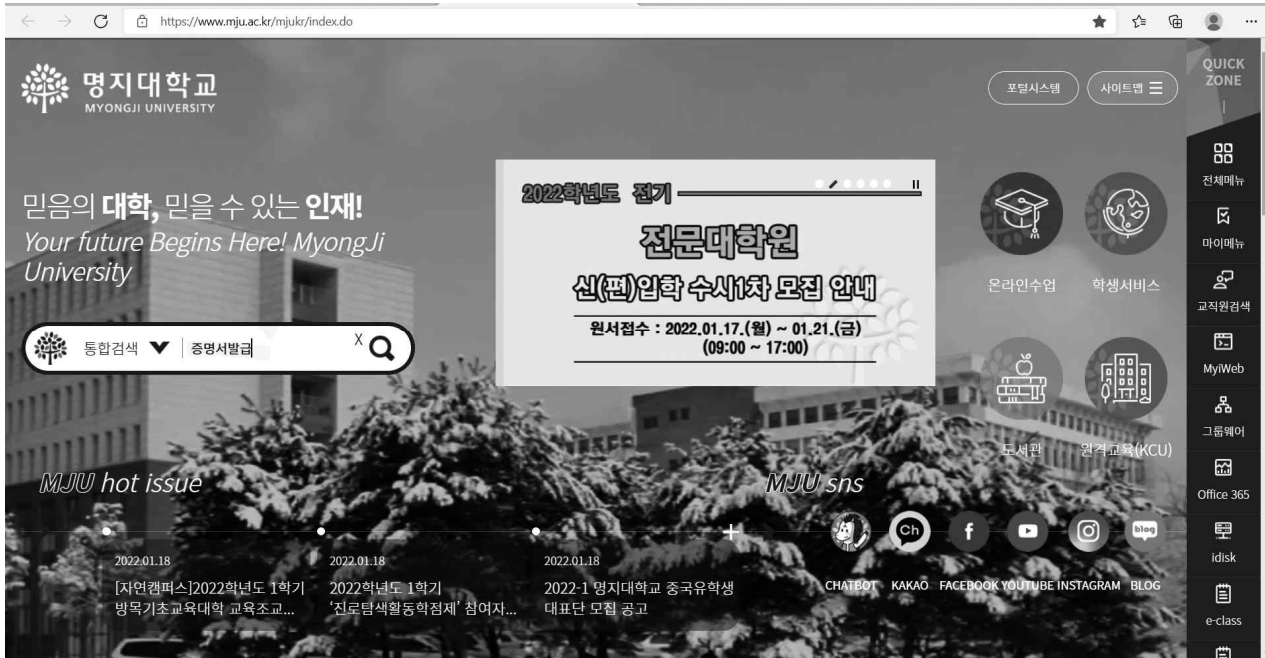 https://www.mju.ac.kr/mjukr/index.do
명지대학교
MYONGJI UNIVERSITY
포털시스템
사이트맵
QUICK
ZONE
전체메뉴
마이메뉴
교직원검색
MyiWeb
그룹웨어
Office 365
idisk
e-class
믿음의 대학, 믿을 수 있는 인재!
Your future Begins Here! MyongJi
University
통합검색
증명서발급
X
2022학년도 전기
전문대학원
신(편)입학 수시1차 모집 안내
원서접수 : 2022.01.17.(월) ~ 01.21.(금)
(09:00 ~ 17:00)
온라인수업
학생서비스
도서관
원격교육(KCU)
MJU hot issue
2022.01.18
[자연캠퍼스]2022학년도 1학기
방목기초교육대학 교육조교...
2022.01.18
2022학년도 1학기
‘진로탐색활동학점제’ 참여자...
2022.01.18
2022-1 명지대학교 중국유학생
대표단 모집 공고
MJU sns
Ch
f
blog
CHATBOT
KAKAO
FACEBOOK
YOUTUBE
INSTAGRAM
BLOG